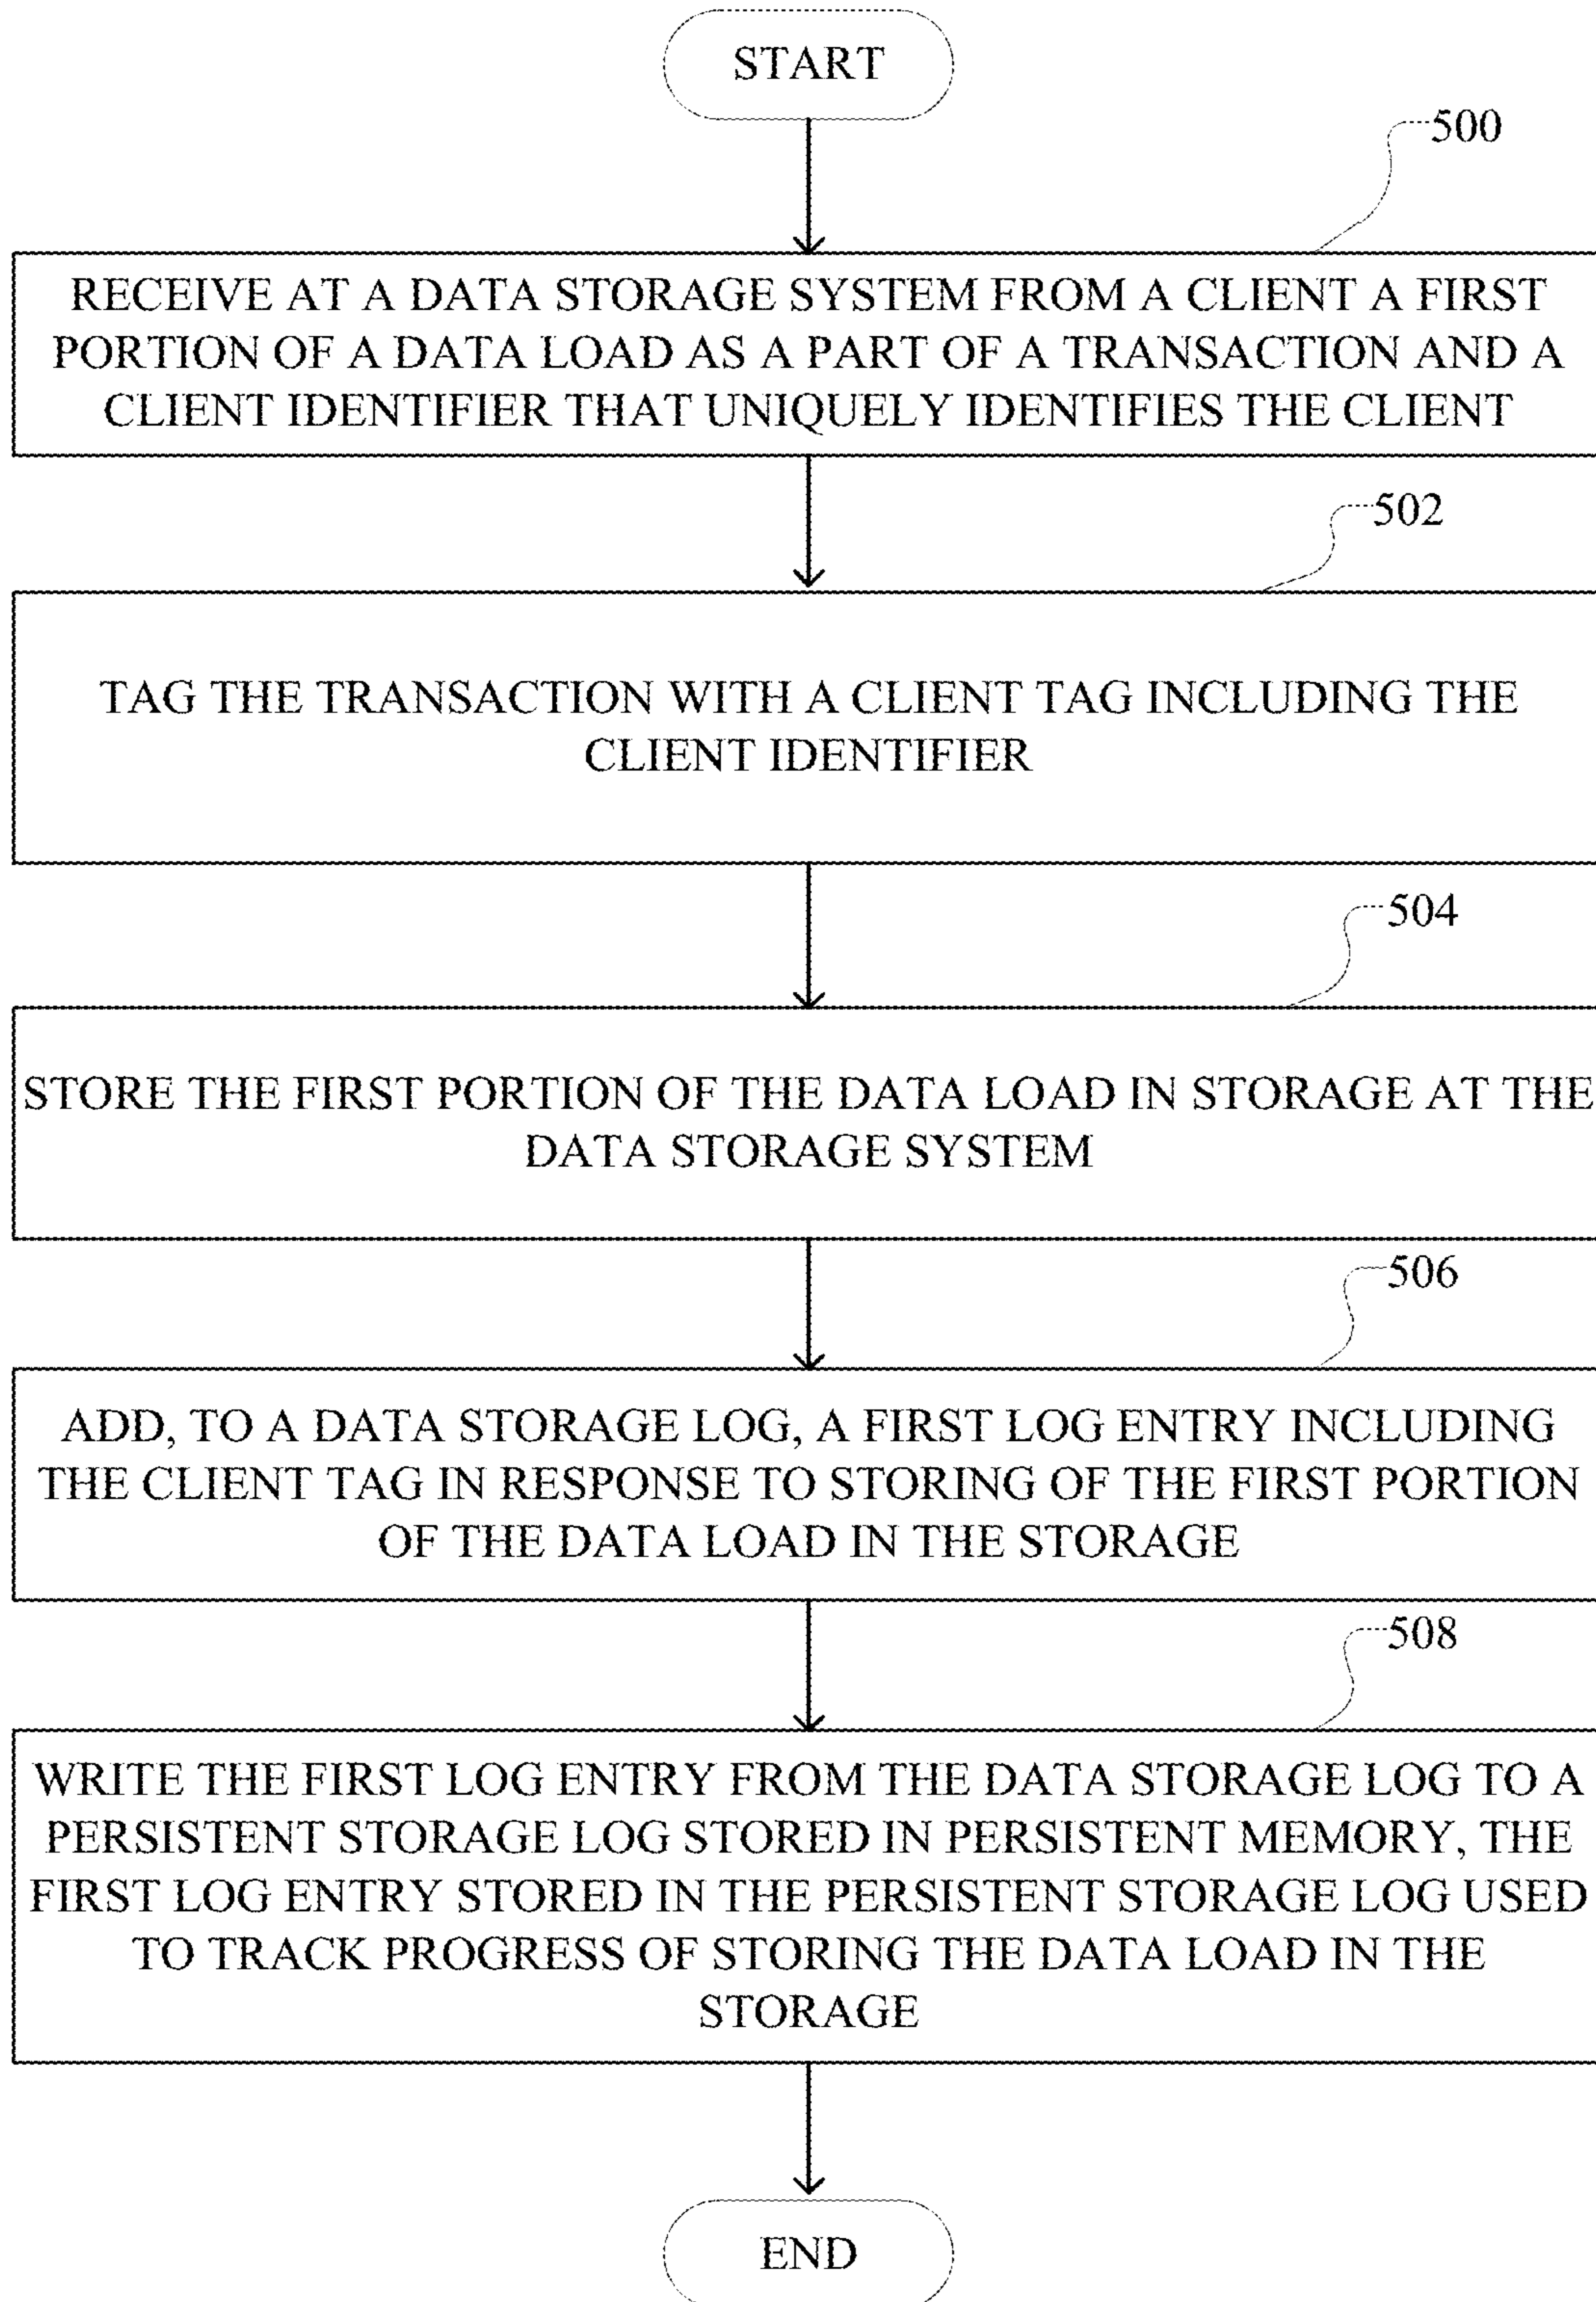 START
500
RECEIVE AT A DATA STORAGE SYSTEM FROM A CLIENT A FIRST
PORTION OF A DATA LOAD AS A PART OF A TRANSACTION AND A
CLIENT IDENTIFIER THAT UNIQUELY IDENTIFIES THE CLIENT
502
TAG THE TRANSACTION WITH A CLIENT TAG INCLUDING THE
CLIENT IDENTIFIER
504
STORE THE FIRST PORTION OF THE DATA LOAD IN STORAGE AT THE
DATA STORAGE SYSTEM
506
ADD, TO A DATA STORAGE LOG, A FIRST LOG ENTRY INCLUDING
THE CLIENT TAG IN RESPONSE TO STORING OF THE FIRST PORTION
OF THE DATA LOAD IN THE STORAGE
508
WRITE THE FIRST LOG ENTRY FROM THE DATA STORAGE LOG TO A
PERSISTENT STORAGE LOG STORED IN PERSISTENT MEMORY, THE
FIRST LOG ENTRY STORED IN THE PERSISTENT STORAGE LOG USED
TO TRACK PROGRESS OF STORING THE DATA LOAD IN THE
STORAGE
END